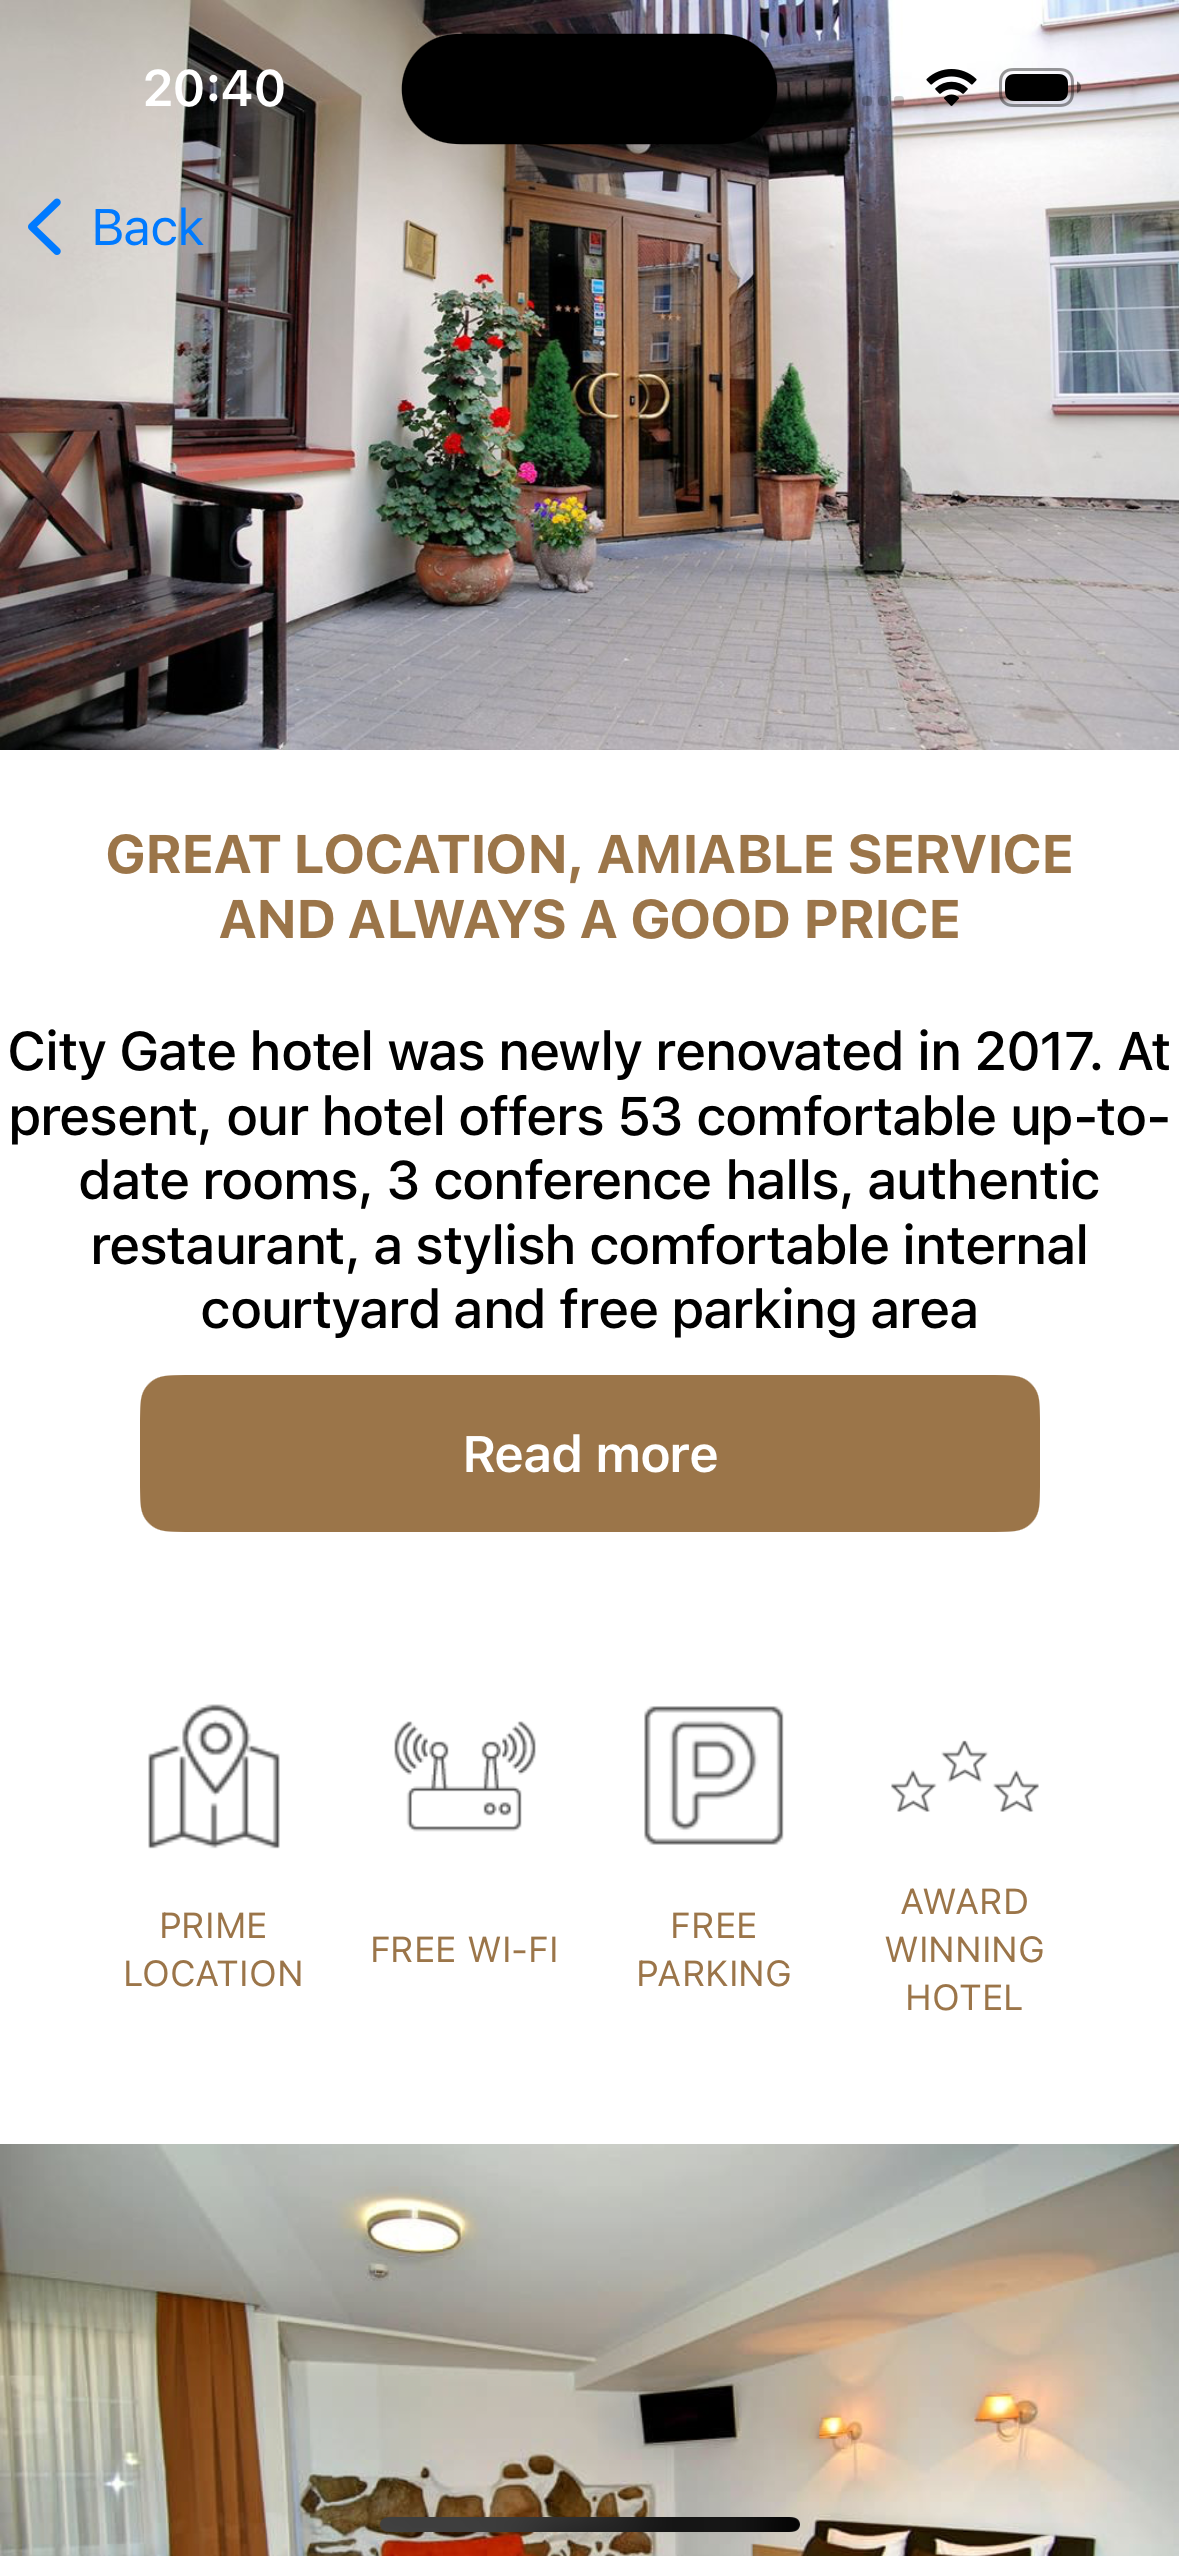 20:40
Back
GREAT LOCATION, AMIABLE SERVICE
AND ALWAYS A GOOD PRICE
City Gate hotel was newly renovated in 2017. At
present, our hotel offers 53 comfortable up-to-
date rooms, 3 conference halls, authentic
restaurant, a stylish comfortable internal
courtyard and free parking area
Read more
PRIME
LOCATION
FREE WI-FI
FREE
PARKING
AWARD
WINNING
HOTEL